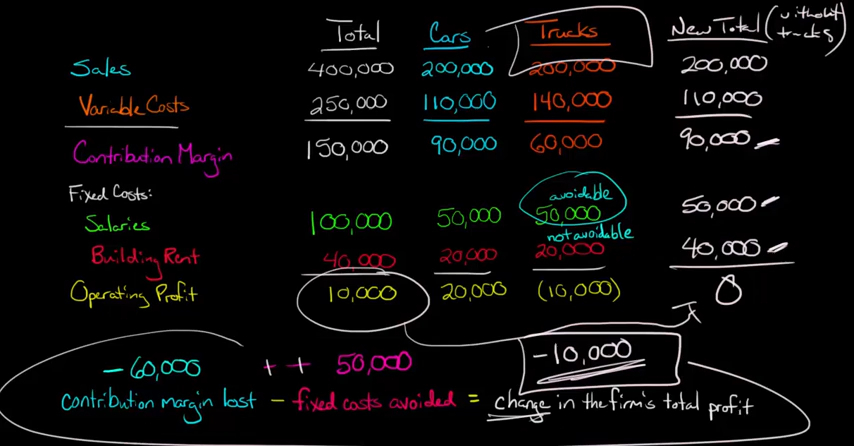 Total Cars Trucks New Total (without trucks)
Sales 400,000 200,000 200,000 200,000
Variable Costs 250,000 110,000 140,000 110,000
Contribution Margin 150,000 90,000 60,000 90,000
Fixed Costs:
avoidable
Salaries 100,000 50,000 50,000 50,000
not avoidable
Building Rent 40,000 20,000 20,000 40,000
Operating Profit 10,000 20,000 (10,000) 0
-60,000 + + 50,000 -10,000
contribution margin lost - fixed costs avoided = change in the firm's total profit